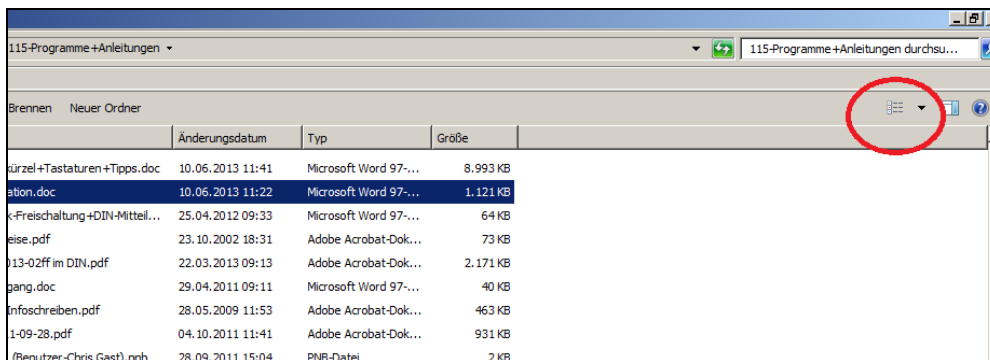 115-Programme+Anleitungen
115-Programme+Anleitungen durchsu...
Brennen Neuer Ordner
Änderungsdatum Typ Größe
kürzel+Tastaturen+Tipps.doc 10.06.2013 11:41 Microsoft Word 97-... 8.993 KB
ation.doc 10.06.2013 11:22 Microsoft Word 97-... 1.121 KB
k-Freischaltung+DIN-Mitteil... 25.04.2012 09:33 Microsoft Word 97-... 64 KB
eise.pdf 23.10.2002 18:31 Adobe Acrobat-Dok... 73 KB
013-02ff im DIN.pdf 22.03.2013 09:13 Adobe Acrobat-Dok... 2.171 KB
gang.doc 29.04.2011 09:11 Microsoft Word 97-... 40 KB
Infoschreiben.pdf 28.05.2009 11:53 Adobe Acrobat-Dok... 463 KB
1-09-28.pdf 04.10.2011 11:41 Adobe Acrobat-Dok... 931 KB
(Benutzer-Chris Gast).pnb 28.09.2011 15:04 PNB-Datei 2 KB